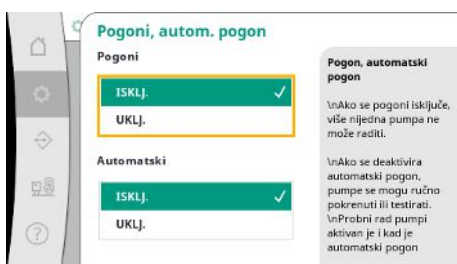 Pogoni, autom. pogon
Pogoni
ISKLJ.
UKLJ.
Automatski
ISKLJ.
UKLJ.
Pogon, automatski
pogon
\nAko se pogoni isključe,
više nijedna pumpa ne
može raditi.
\nAko se deaktivira
automatski pogon,
pumpe se mogu ručno
pokrenuti ili testirati.
\nProbni rad pumpi
aktivan je i kad je
automatski pogon